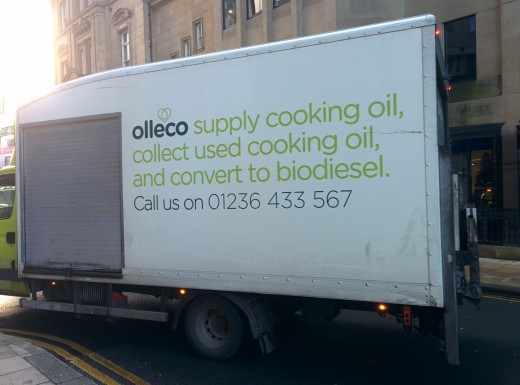 olleco supply cooking oil,
collect used cooking oil,
and convert to biodiesel.
Call us on 01236 433 567